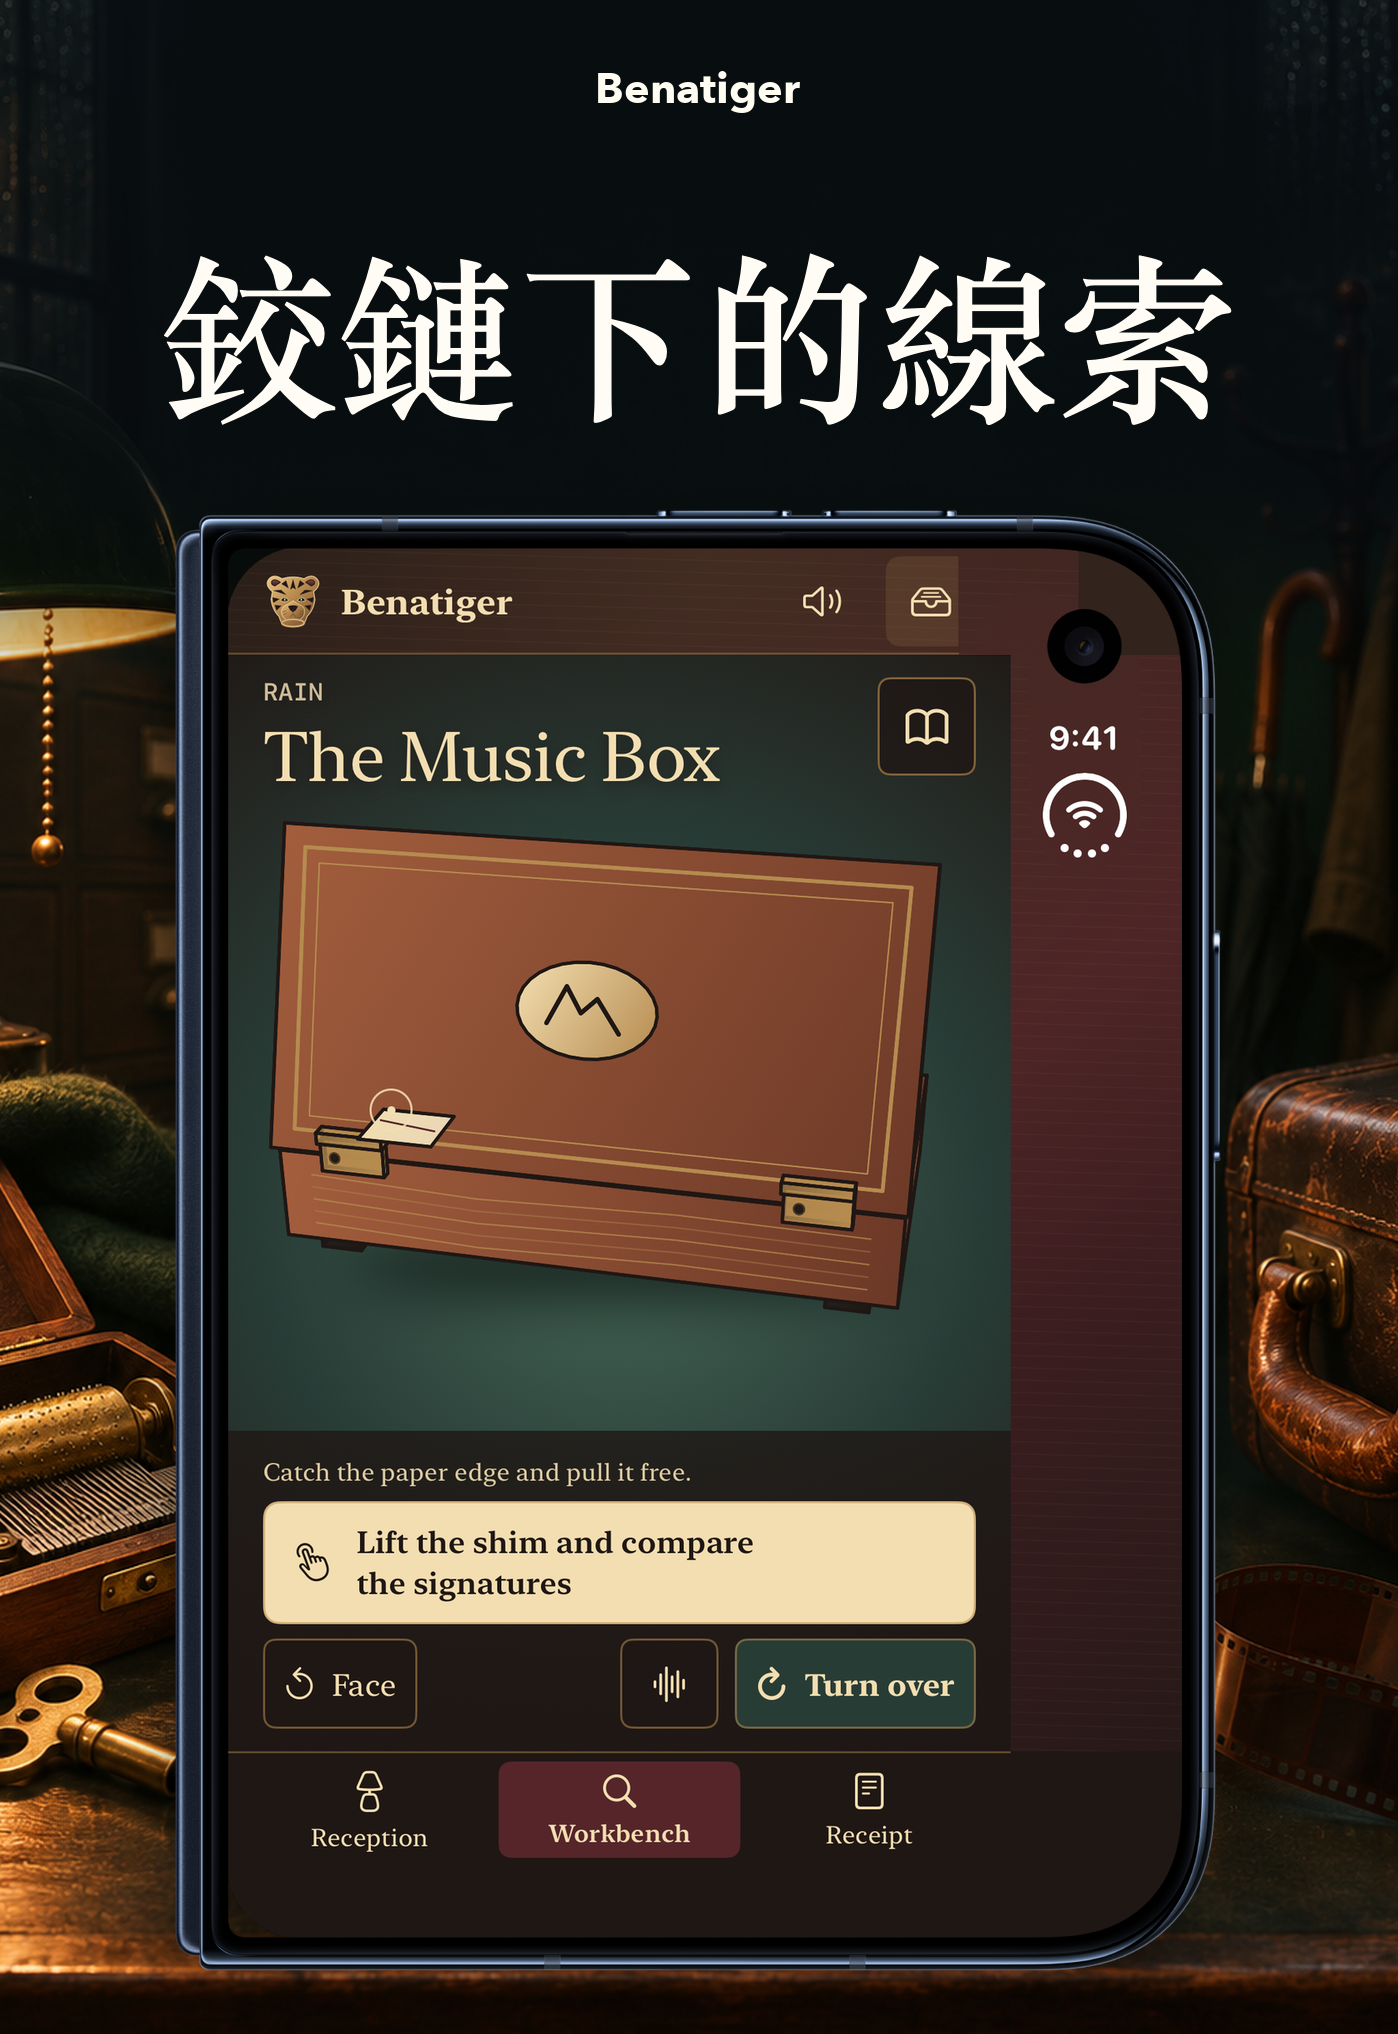 Benatiger
鉸鏈下的線索
Benatiger
RAIN
The Music Box
9:41
Catch the paper edge and pull it free.
Lift the shim and compare
the signatures
Face
Turn over
Reception
Workbench
Receipt